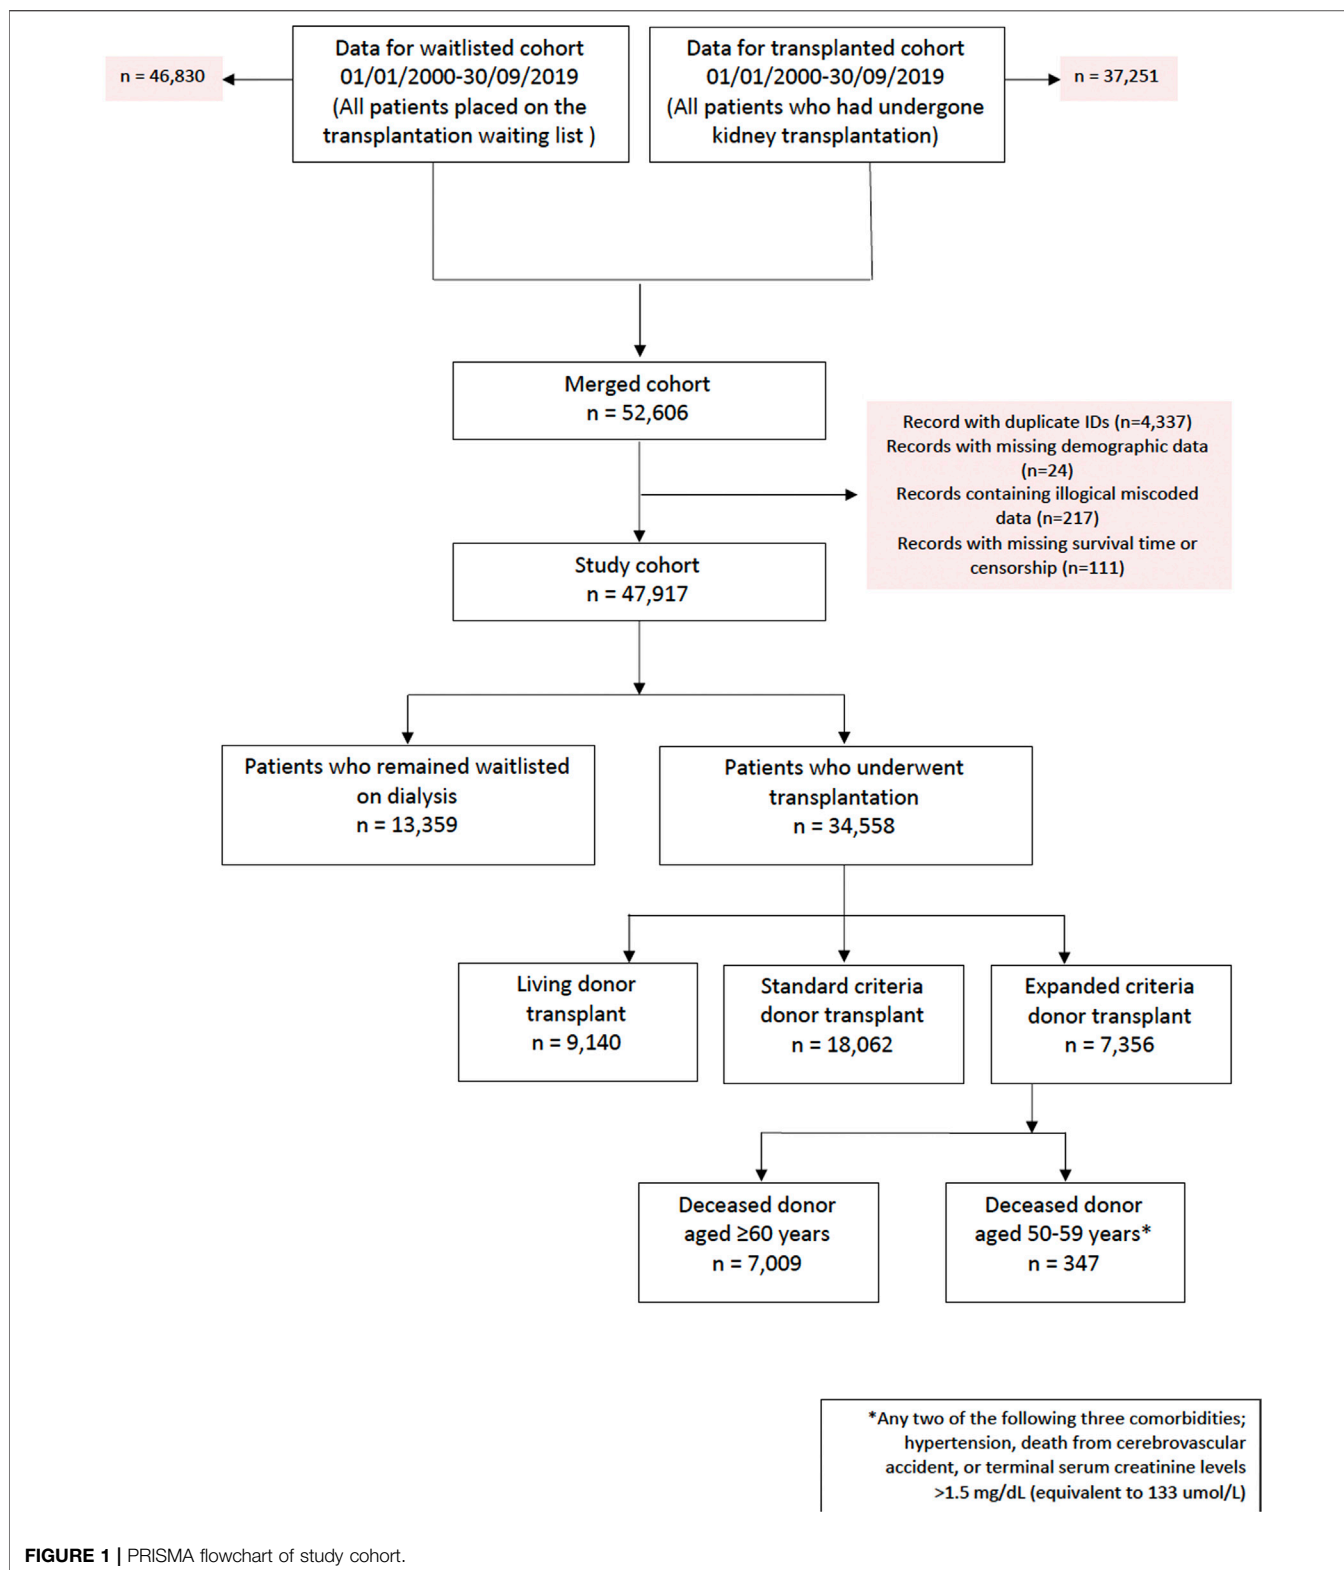 Data for waitlisted cohort
01/01/2000-30/09/2019
(All patients placed on the
transplantation waiting list )
n = 46,830
Data for transplanted cohort
01/01/2000-30/09/2019
(All patients who had undergone
kidney transplantation)
n = 37,251
Merged cohort
n = 52,606
Record with duplicate IDs (n=4,337)
Records with missing demographic data
(n=24)
Records containing illogical miscoded
data (n=217)
Records with missing survival time or
censorship (n=111)
Study cohort
n = 47,917
Patients who remained waitlisted
on dialysis
n = 13,359
Patients who underwent
transplantation
n = 34,558
Living donor
transplant
n = 9,140
Standard criteria
donor transplant
n = 18,062
Expanded criteria
donor transplant
n = 7,356
Deceased donor
aged ≥60 years
n = 7,009
Deceased donor
aged 50-59 years*
n = 347
*Any two of the following three comorbidities;
hypertension, death from cerebrovascular
accident, or terminal serum creatinine levels
>1.5 mg/dL (equivalent to 133 umol/L)
FIGURE 1 | PRISMA flowchart of study cohort.